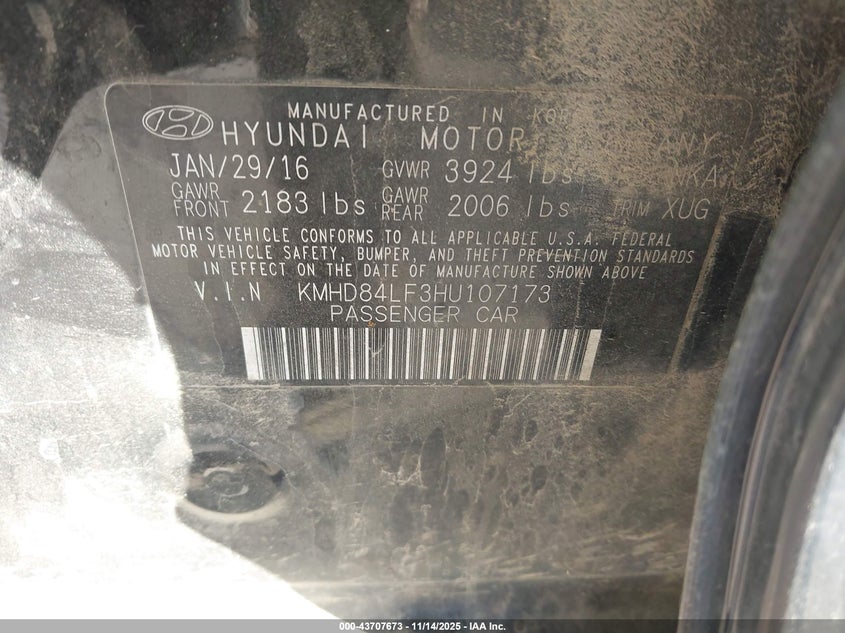 MANUFACTURED IN
HYUNDAI MOTOR
JAN/29/16 GVWR 3924 lbs
GAWR FRONT 2183 lbs GAWR REAR 2006 lbs TRIM XUG
THIS VEHICLE CONFORMS TO ALL APPLICABLE U.S.A. FEDERAL
MOTOR VEHICLE SAFETY, BUMPER, AND THEFT PREVENTION STANDARDS
IN EFFECT ON THE DATE OF MANUFACTURE SHOWN ABOVE
V.I.N KMHD84LF3HU107173
PASSENGER CAR
000-43707673 - 11/14/2025 - IAA Inc.